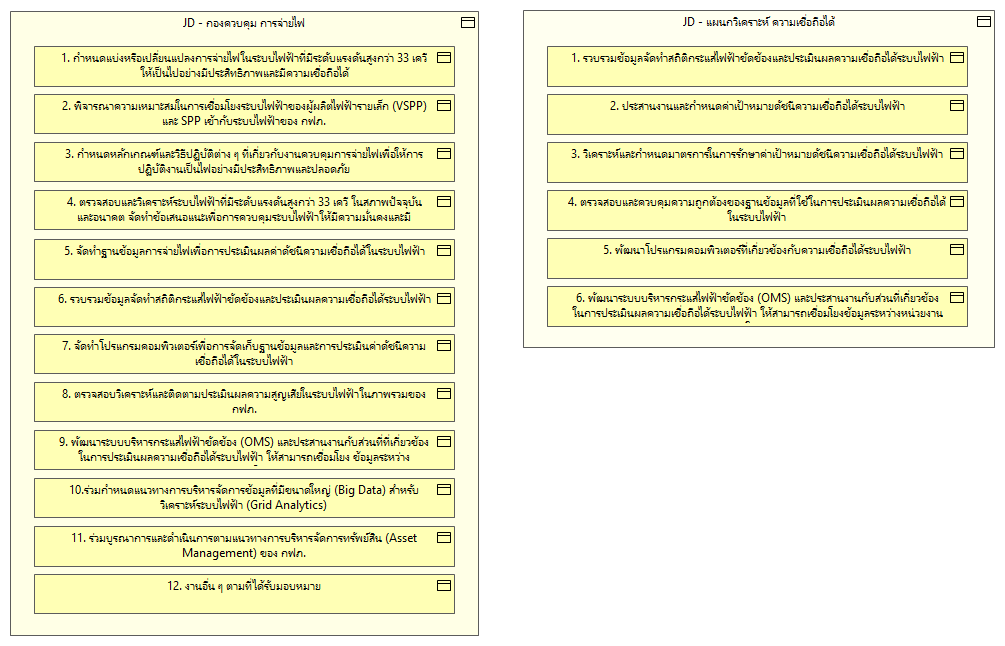 JD - กองควบคุม การจ่ายไฟ
1. กำหนดแบ่งหรือเปลี่ยนแปลงการจ่ายไฟในระบบไฟฟ้าที่มีระดับแรงดันสูงกว่า 33 เควี
ให้เป็นไปอย่างมีประสิทธิภาพและมีความเชื่อถือได้
2. พิจารณาความเหมาะสมในการเชื่อมโยงระบบไฟฟ้าของผู้ผลิตไฟฟ้ารายเล็ก (VSPP)
และ SPP เข้ากับระบบไฟฟ้าของ กฟภ.
3. กำหนดหลักเกณฑ์และวิธีปฏิบัติต่าง ๆ ที่เกี่ยวกับงานควบคุมการจ่ายไฟเพื่อให้การ
ปฏิบัติงานเป็นไปอย่างมีประสิทธิภาพและปลอดภัย
4. ตรวจสอบและวิเคราะห์ระบบไฟฟ้าที่มีระดับแรงดันสูงกว่า 33 เควี ในสภาพปัจจุบัน
และอนาคต จัดทำข้อเสนอแนะเพื่อการควบคุมระบบไฟฟ้าให้มีความมั่นคงและมี
5. จัดทำฐานข้อมูลการจ่ายไฟเพื่อการประเมินผลค่าดัชนีความเชื่อถือได้ในระบบไฟฟ้า
6. รวบรวมข้อมูลจัดทำสถิติกระแสไฟฟ้าขัดข้องและประเมินผลความเชื่อถือได้ระบบไฟฟ้า
7. จัดทำโปรแกรมคอมพิวเตอร์เพื่อการจัดเก็บฐานข้อมูลและการประเมินค่าดัชนีความ
เชื่อถือได้ในระบบไฟฟ้า
8. ตรวจสอบวิเคราะห์และติดตามประเมินผลความสูญเสียในระบบไฟฟ้าในภาพรวมของ
กฟภ.
9. พัฒนาระบบบริหารกระแสไฟฟ้าขัดข้อง (OMS) และประสานงานกับส่วนที่ที่เกี่ยวข้อง
ในการประเมินผลความเชื่อถือได้ระบบไฟฟ้า ให้สามารถเชื่อมโยง ข้อมูลระหว่าง
10.ร่วมกำหนดแนวทางการบริหารจัดการข้อมูลที่มีขนาดใหญ่ (Big Data) สำหรับ
วิเคราะห์ระบบไฟฟ้า (Grid Analytics)
11. ร่วมบูรณาการและดำเนินการตามแนวทางการบริหารจัดการทรัพย์สิน (Asset
Management) ของ กฟภ.
12. งานอื่น ๆ ตามที่ได้รับมอบหมาย
JD - แผนกวิเคราะห์ ความเชื่อถือได้
1. รวบรวมข้อมูลจัดทำสถิติกระแสไฟฟ้าขัดข้องและประเมินผลความเชื่อถือได้ระบบไฟฟ้า
2. ประสานงานและกำหนดค่าเป้าหมายดัชนีความเชื่อถือได้ระบบไฟฟ้า
3. วิเคราะห์และกำหนดมาตรการในการรักษาค่าเป้าหมายดัชนีความเชื่อถือได้ระบบไฟฟ้า
4. ตรวจสอบและควบคุมความถูกต้องของฐานข้อมูลที่ใช้ในการประเมินผลความเชื่อถือได้
ในระบบไฟฟ้า
5. พัฒนาโปรแกรมคอมพิวเตอร์ที่เกี่ยวข้องกับความเชื่อถือได้ระบบไฟฟ้า
6. พัฒนาระบบบริหารกระแสไฟฟ้าขัดข้อง (OMS) และประสานงานกับส่วนที่เกี่ยวข้อง
ในการประเมินผลความเชื่อถือได้ระบบไฟฟ้า ให้สามารถเชื่อมโยงข้อมูลระหว่างหน่วยงาน